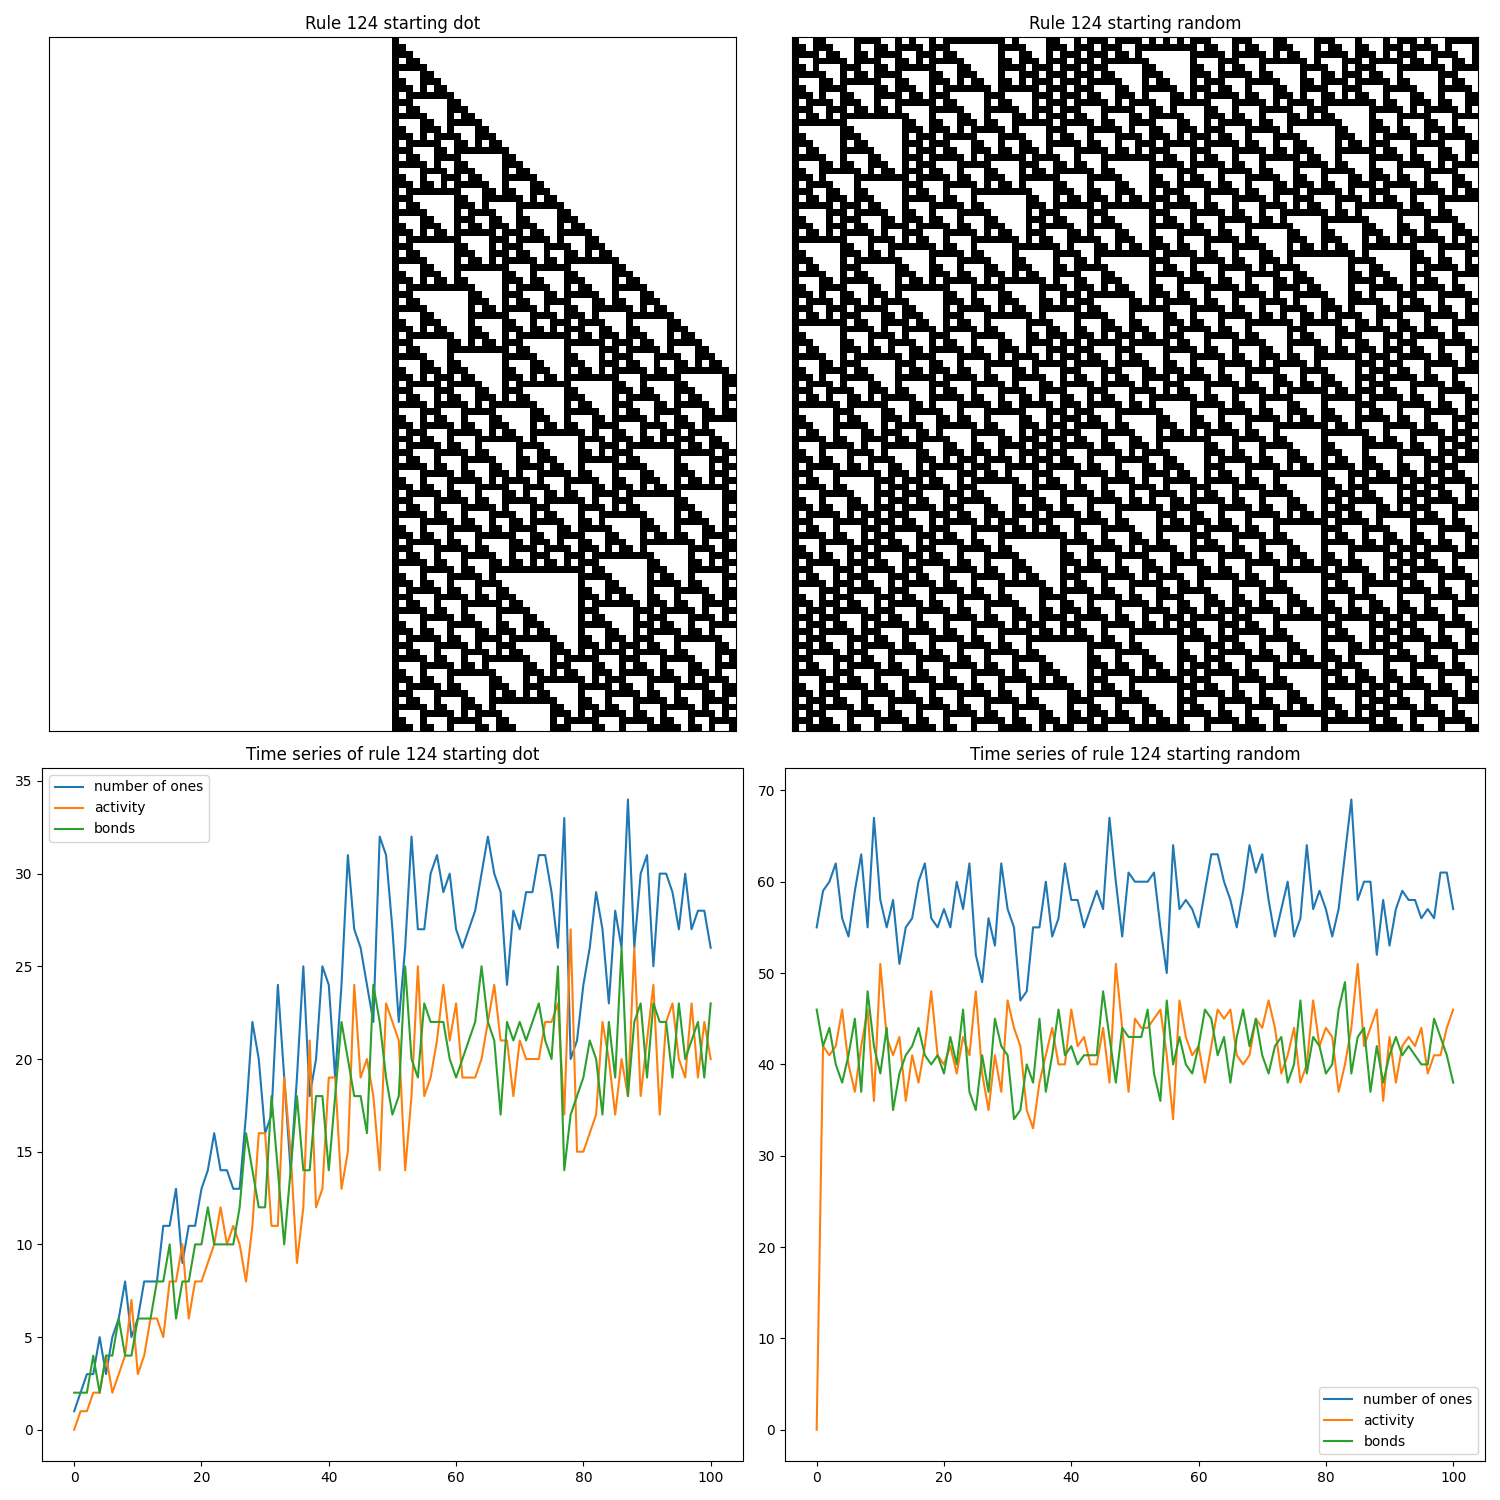 Rule 124 starting dot
Rule 124 starting random
Time series of rule 124 starting dot
35
30
25
20
15
10
5
0
0 20 40 60 80 100
number of ones
activity
bonds
Time series of rule 124 starting random
70
60
50
40
30
20
10
0
0 20 40 60 80 100
number of ones
activity
bonds